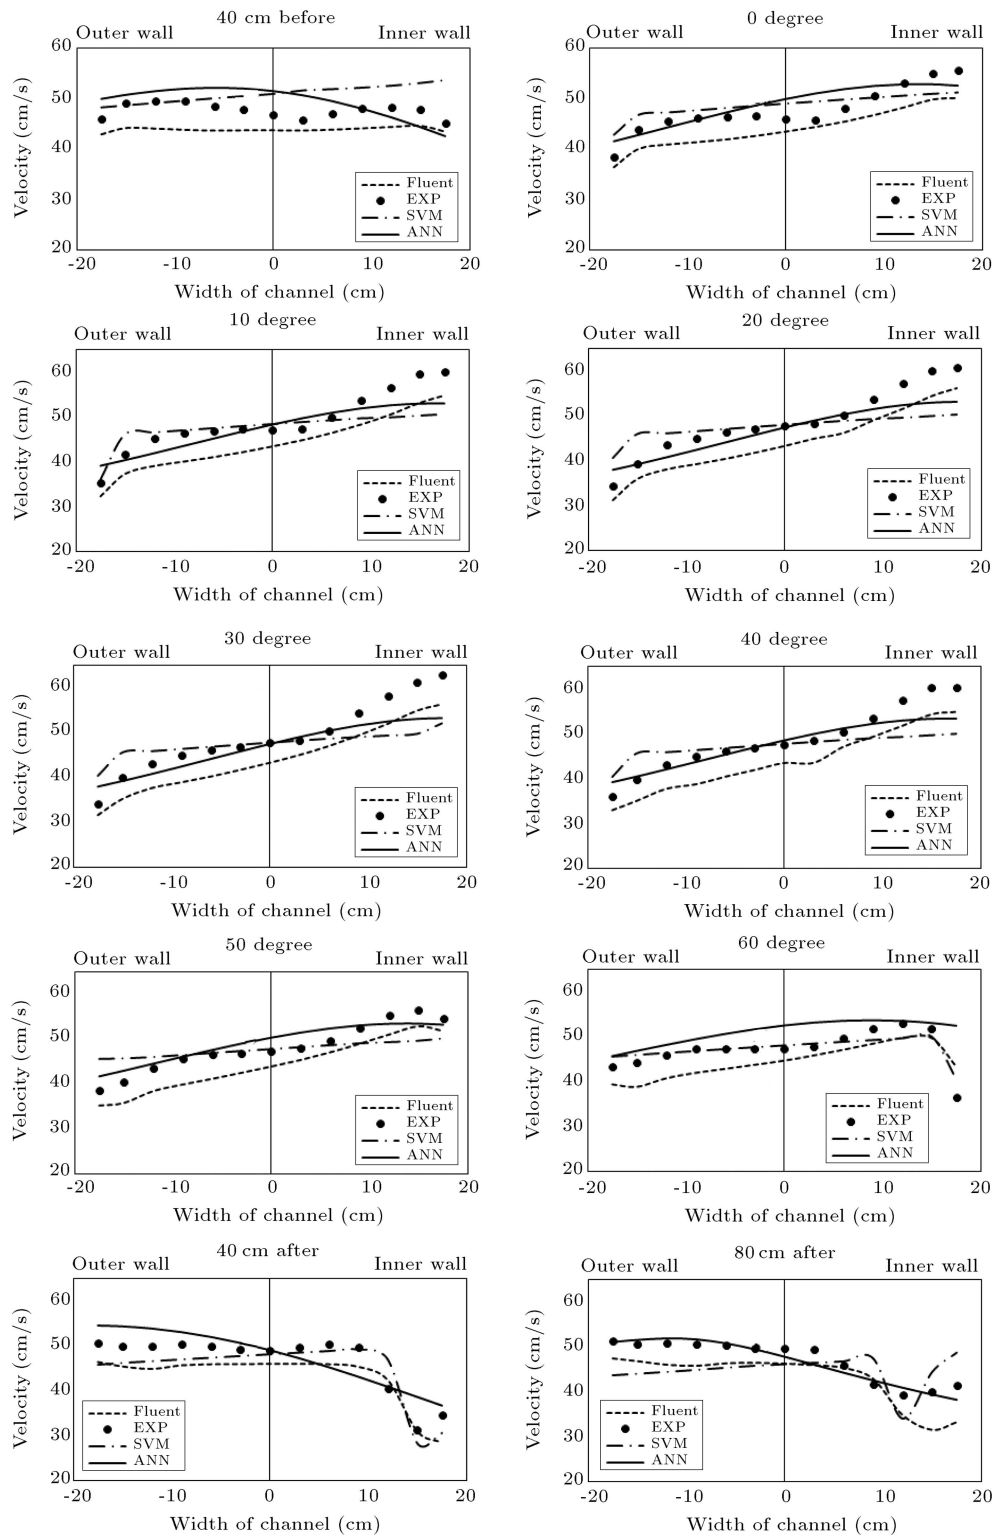 40 cm before
Outer wall Inner wall
60
50
40
30
20
Velocity (cm/s)
Fluent
EXP
SVM
ANN
-20 -10 0 10 20
Width of channel (cm)
0 degree
Outer wall Inner wall
60
50
40
30
20
Velocity (cm/s)
Fluent
EXP
SVM
ANN
-20 -10 0 10 20
Width of channel (cm)
10 degree
Outer wall Inner wall
60
50
40
30
20
Velocity (cm/s)
Fluent
EXP
SVM
ANN
-20 -10 0 10 20
Width of channel (cm)
20 degree
Outer wall Inner wall
60
50
40
30
20
Velocity (cm/s)
Fluent
EXP
SVM
ANN
-20 -10 0 10 20
Width of channel (cm)
30 degree
Outer wall Inner wall
60
50
40
30
20
Velocity (cm/s)
Fluent
EXP
SVM
ANN
-20 -10 0 10 20
Width of channel (cm)
40 degree
Outer wall Inner wall
60
50
40
30
20
Velocity (cm/s)
Fluent
EXP
SVM
ANN
-20 -10 0 10 20
Width of channel (cm)
50 degree
Outer wall Inner wall
60
50
40
30
20
Velocity (cm/s)
Fluent
EXP
SVM
ANN
-20 -10 0 10 20
Width of channel (cm)
60 degree
Outer wall Inner wall
60
50
40
30
20
Velocity (cm/s)
Fluent
EXP
SVM
ANN
-20 -10 0 10 20
Width of channel (cm)
40 cm after
Outer wall Inner wall
60
50
40
30
20
Velocity (cm/s)
Fluent
EXP
SVM
ANN
-20 -10 0 10 20
Width of channel (cm)
80 cm after
Outer wall Inner wall
60
50
40
30
20
Velocity (cm/s)
Fluent
EXP
SVM
ANN
-20 -10 0 10 20
Width of channel (cm)